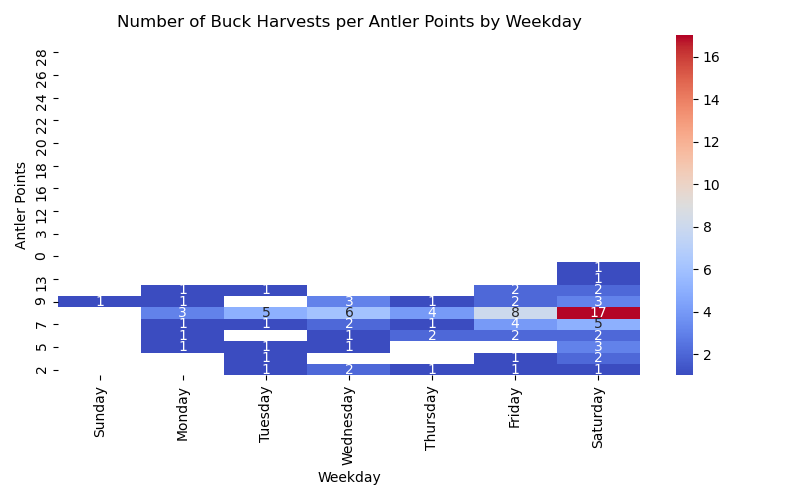 Number of Buck Harvests per Antler Points by Weekday
Antler Points
28
26
24
22
20
18
16
12
3
0
13
9
7
5
2
1
1
1 1 2 2
1 1 3 1 2 3
3 5 6 4 8 17
1 1 2 4 5
1 1 2 2 2
1 1 1 3
1 1 2
1 2 1 1 1
Sunday Monday Tuesday Wednesday Thursday Friday Saturday
Weekday
16
14
12
10
8
6
4
2